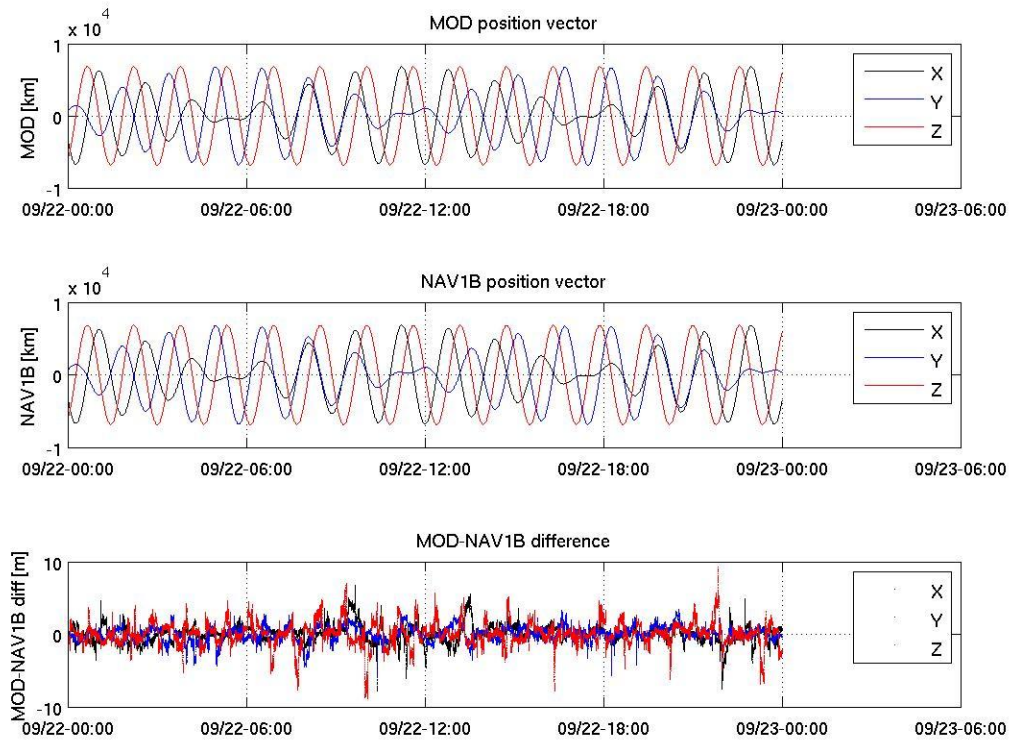 MOD position vector
x 10^4
1
0
-1
MOD [km]
X
Y
Z
09/22-00:00 09/22-06:00 09/22-12:00 09/22-18:00 09/23-00:00 09/23-06:00
NAV1B position vector
x 10^4
1
0
-1
NAV1B [km]
X
Y
Z
09/22-00:00 09/22-06:00 09/22-12:00 09/22-18:00 09/23-00:00 09/23-06:00
MOD-NAV1B difference
10
0
-10
MOD-NAV1B diff [m]
X
Y
Z
09/22-00:00 09/22-06:00 09/22-12:00 09/22-18:00 09/23-00:00 09/23-06:00